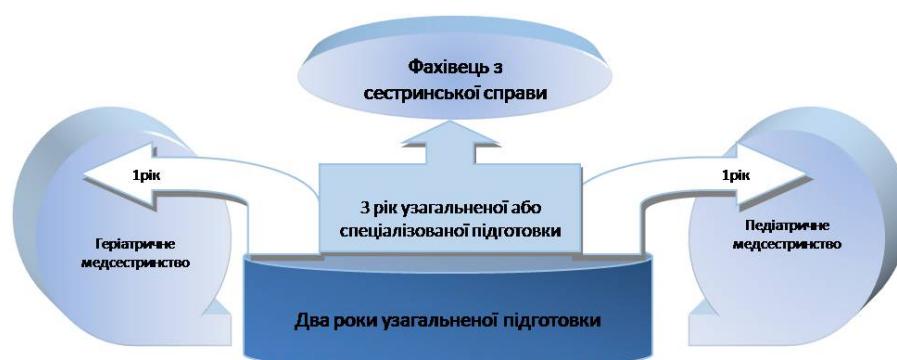 Фахівець з
сестринської справи
1рік
1рік
3 рік узагальненої або
спеціалізованої підготовки
Геріатричне
медсестринство
Педіатричне
медсестринство
Два роки узагальненої підготовки